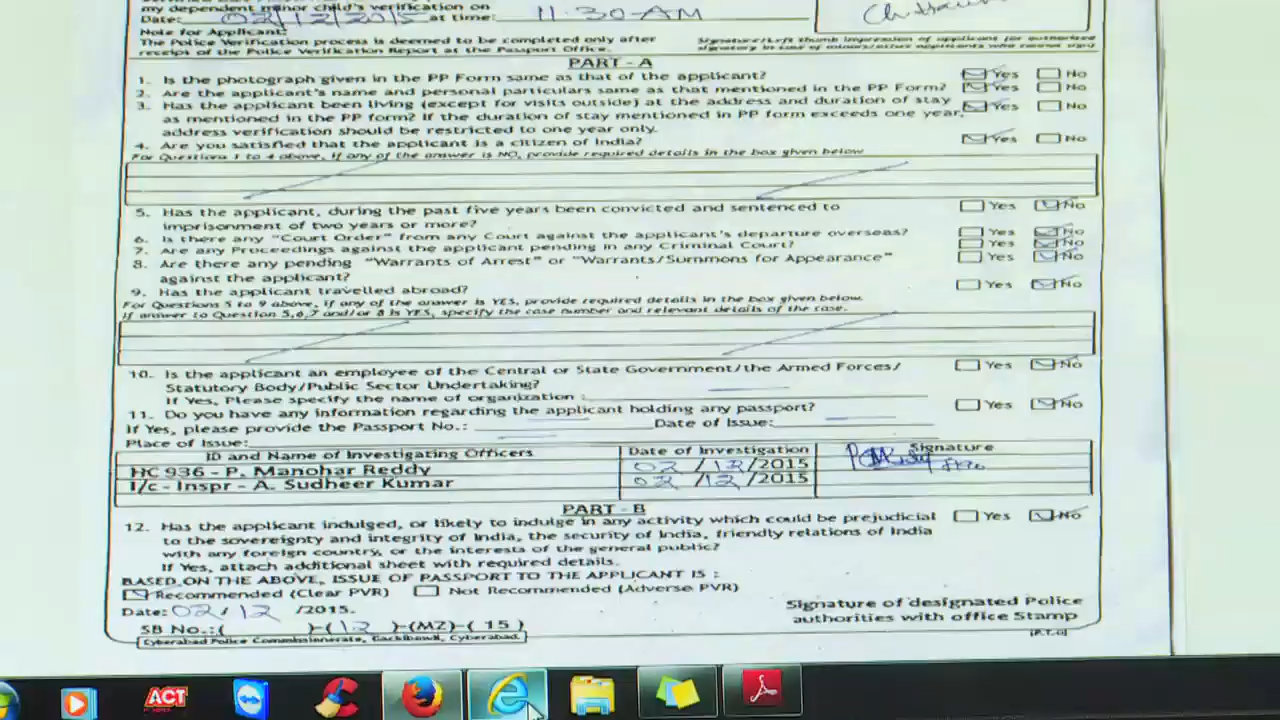 my dependent minor child's verification on
Date: 02/12/2015 at time: 11.30-AM
Note for Applicant:
The Police Verification process is deemed to be completed only after
receipt of the Police Verification Report at the Passport Office.
Signature/Left thumb impression of applicant (or authorised
signatory in case of minors/other applicants who cannot sign)
PART - A
1. Is the photograph given in the PP Form same as that of the applicant? Yes No
2. Are the applicant's name and personal particulars same as that mentioned in the PP Form? Yes No
3. Has the applicant been living (except for visits outside) at the address and duration of stay Yes No
as mentioned in the PP form? If the duration of stay mentioned in PP form exceeds one year,
address verification should be restricted to one year only.
4. Are you satisfied that the applicant is a citizen of India? Yes No
For Questions 1 to 4 above, if any of the answer is NO, provide required details in the box given below
5. Has the applicant, during the past five years been convicted and sentenced to Yes No
imprisonment of two years or more?
6. Is there any "Court Order" from any Court against the applicant's departure overseas? Yes No
7. Are any Proceedings against the applicant pending in any Criminal Court? Yes No
8. Are there any pending "Warrants of Arrest" or "Warrants/Summons for Appearance" Yes No
against the applicant?
9. Has the applicant travelled abroad? Yes No
For Questions 5 to 9 above, if any of the answer is YES, provide required details in the box given below.
If answer to Question 5,6,7 and/or 8 is YES, specify the case number and relevant details of the case.
10. Is the applicant an employee of the Central or State Government/the Armed Forces/ Yes No
Statutory Body/Public Sector Undertaking?
If Yes, Please specify the name of organization :
11. Do you have any information regarding the applicant holding any passport? Yes No
If Yes, please provide the Passport No.: Date of Issue:
Place of Issue:
ID and Name of Investigating Officers Date of Investigation Signature
HC 936 - P. Manohar Reddy 02/12/2015
I/c - Inspr - A. Sudheer Kumar 02/12/2015
PART - B
12. Has the applicant indulged, or likely to indulge in any activity which could be prejudicial Yes No
to the sovereignty and integrity of India, the security of India, friendly relations of India
with any foreign country, or the interests of the general public?
If Yes, attach additional sheet with required details.
BASED ON THE ABOVE, ISSUE OF PASSPORT TO THE APPLICANT IS :
Recommended (Clear PVR) Not Recommended (Adverse PVR)
Date: 02/12 /2015.
Signature of designated Police
authorities with office Stamp
SB No.:( )-(12)-(MZ)-( 15 )
Cyberabad Police Commissionerate, Gachibowli, Cyberabad.
(P.T.O)
ACT